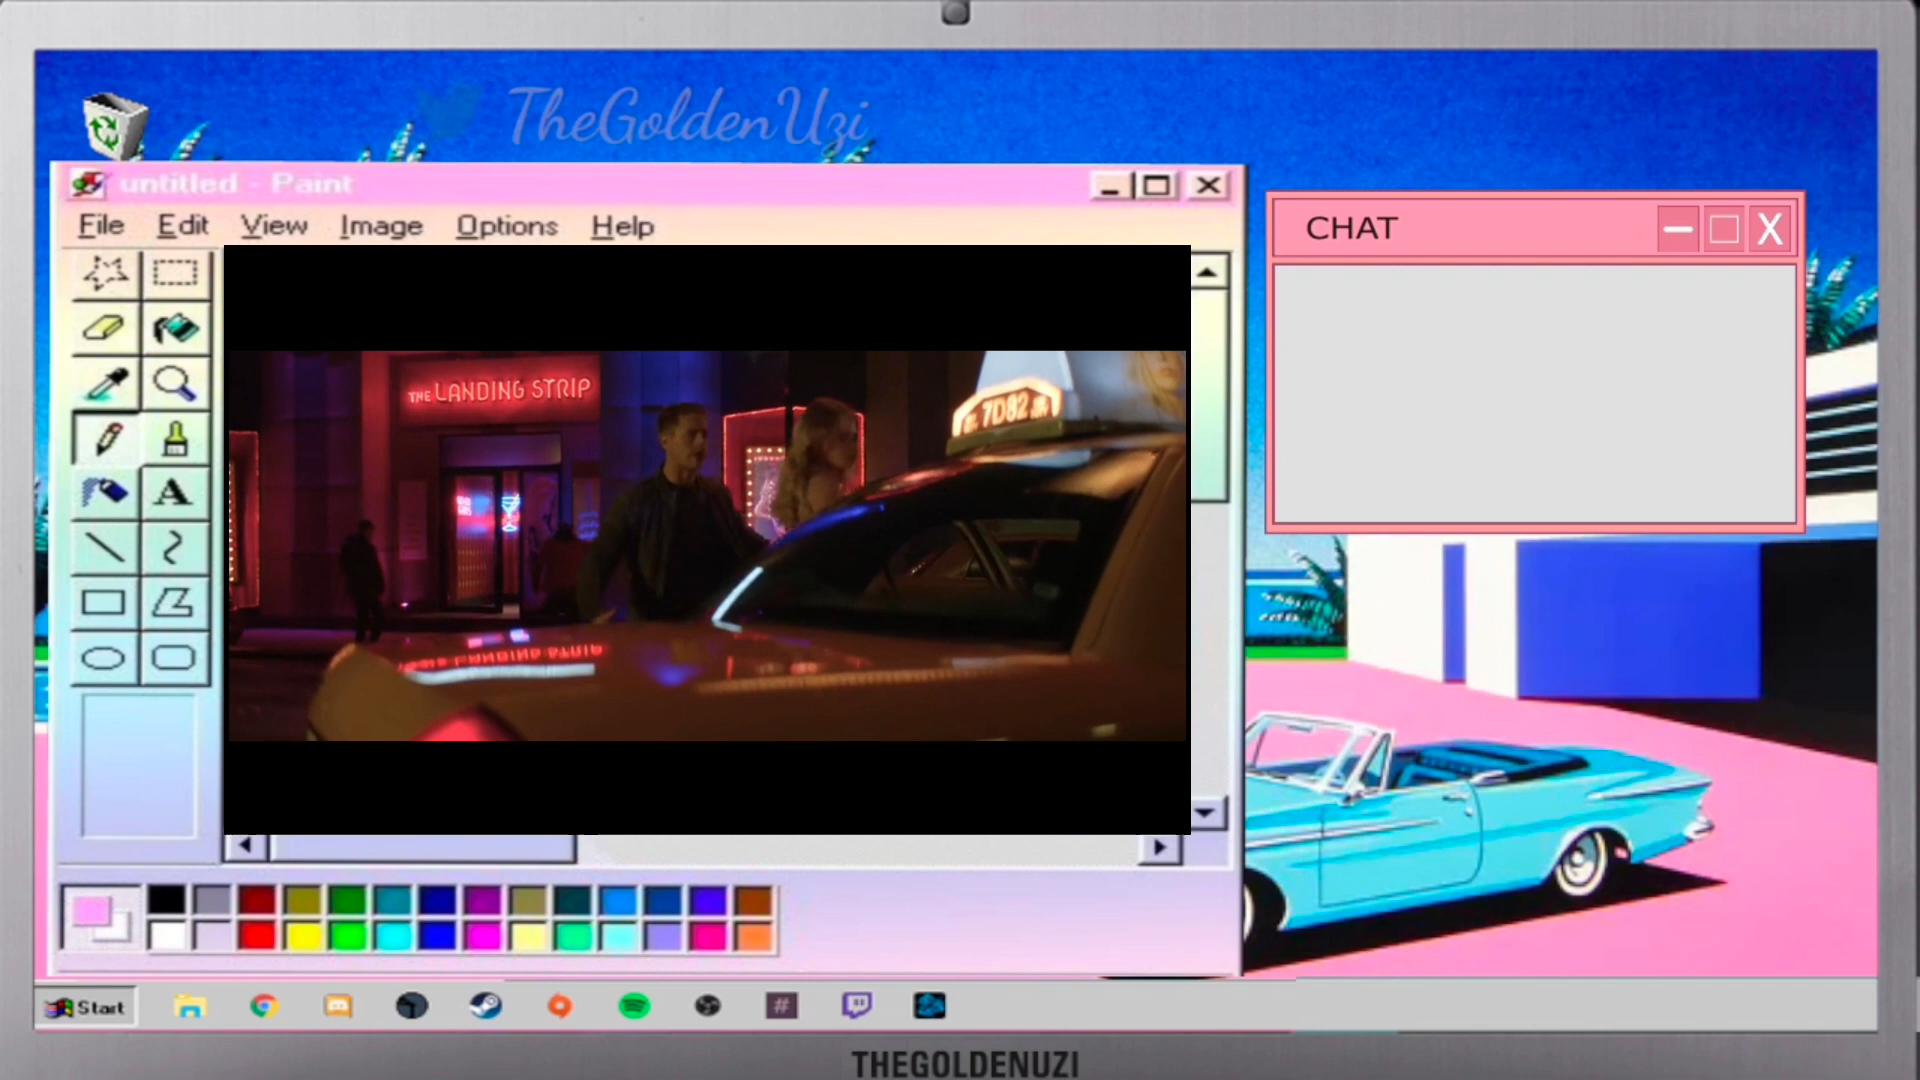 TheGoldenUzi
untitled - Paint
File Edit View Image Options Help
CHAT
THE LANDING STRIP
7D82
A
Start
#
THEGOLDENUZI